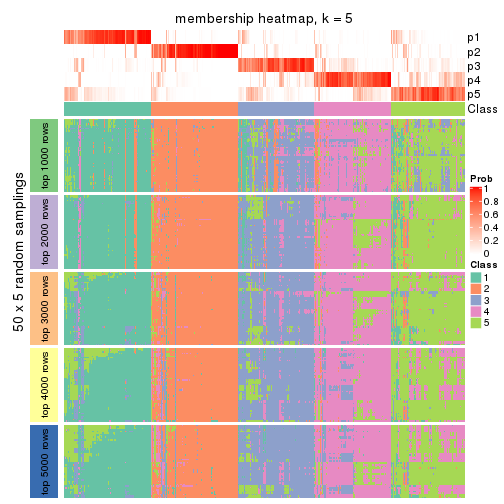 membership heatmap, k = 5
p1
p2
p3
p4
p5
Class
50 x 5 random samplings
top 1000 rows
top 2000 rows
top 3000 rows
top 4000 rows
top 5000 rows
Prob
1
0.8
0.6
0.4
0.2
0
Class
1
2
3
4
5